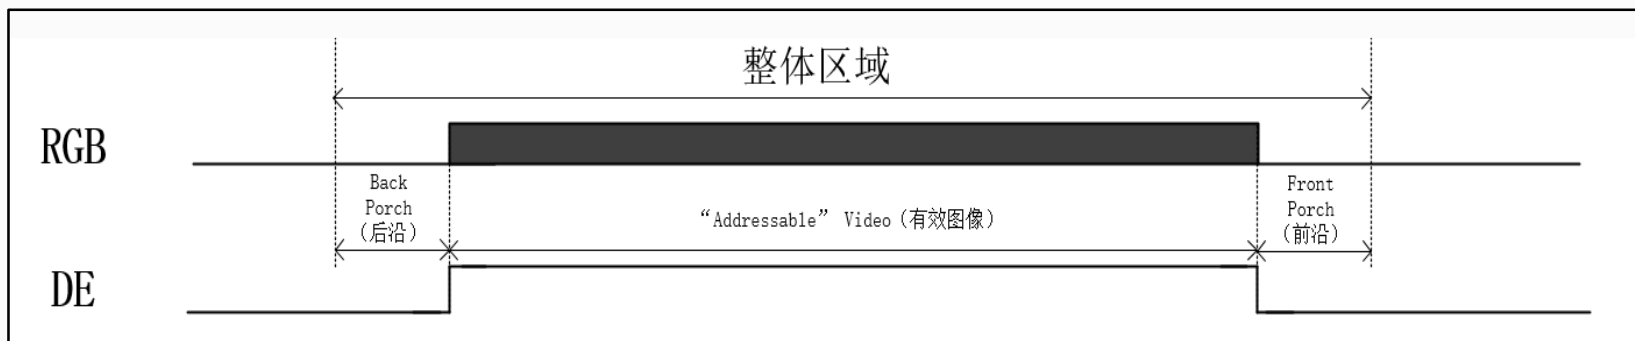 整体区域
RGB
Back
Porch
(后沿)
“Addressable” Video (有效图像)
Front
Porch
(前沿)
DE